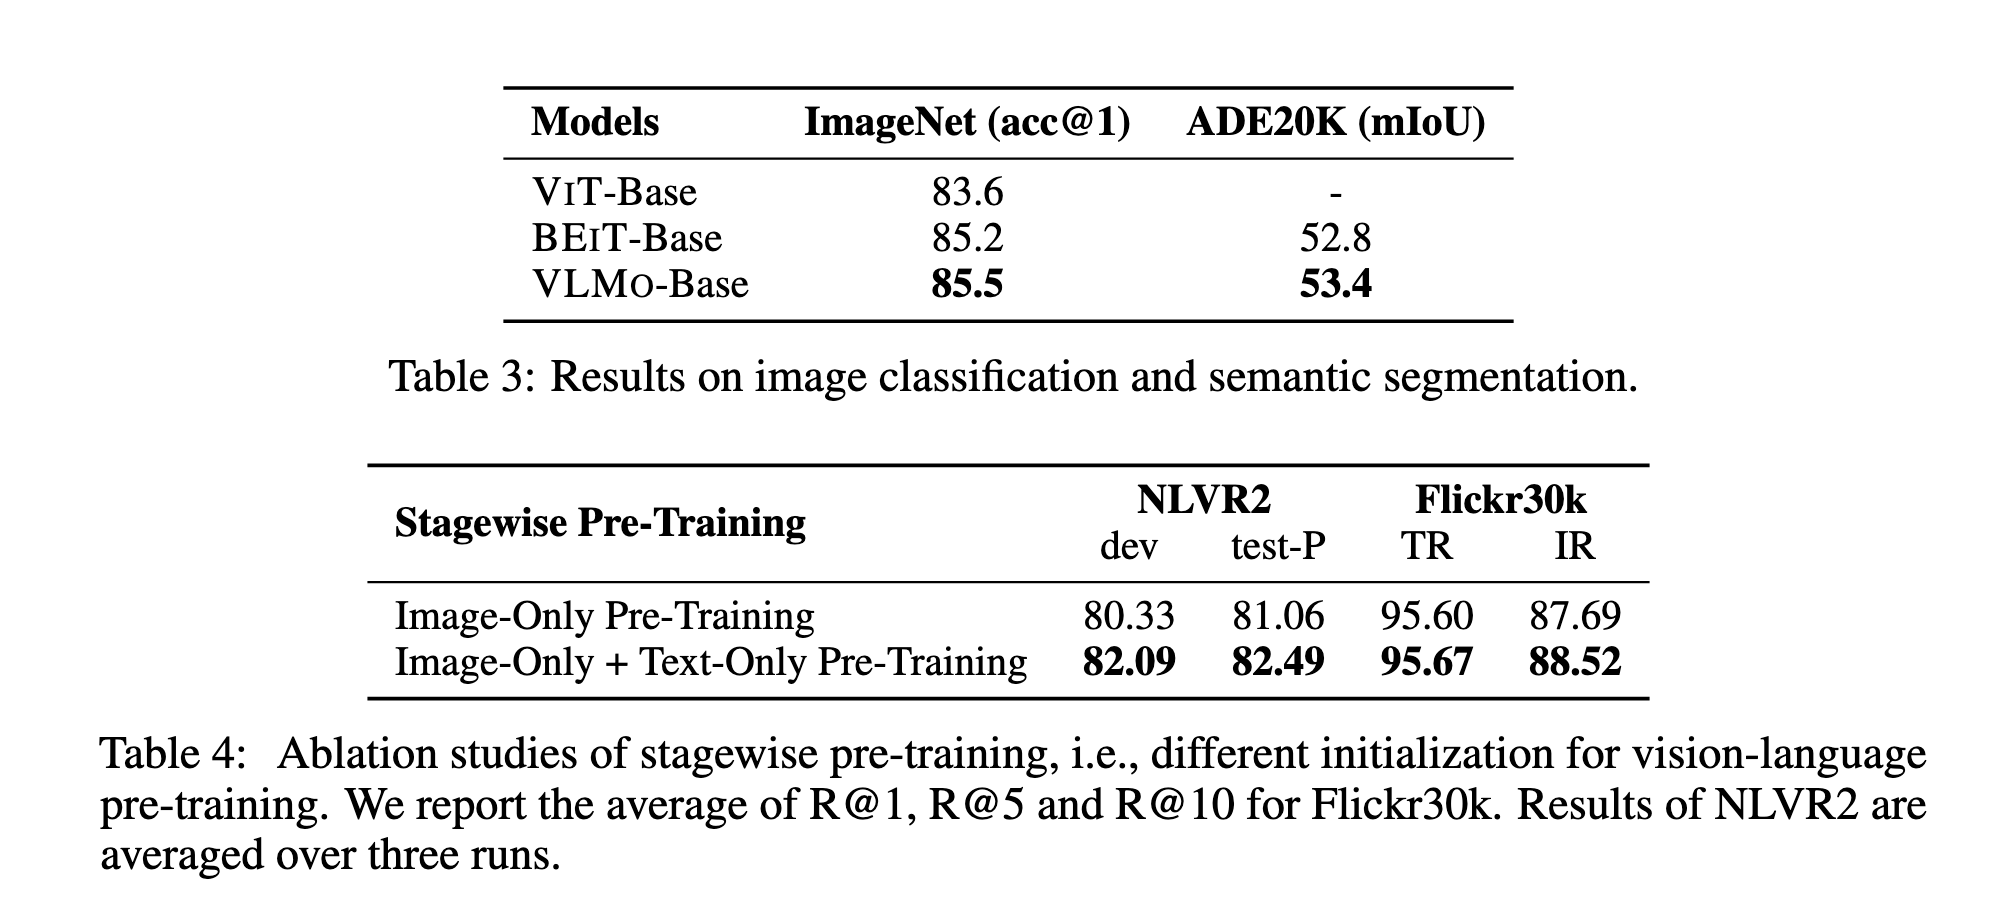 Models ImageNet (acc@1) ADE20K (mIoU)
VIT-Base 83.6 -
BEIT-Base 85.2 52.8
VLMO-Base 85.5 53.4
Table 3: Results on image classification and semantic segmentation.
Stagewise Pre-Training NLVR2 Flickr30k
dev test-P TR IR
Image-Only Pre-Training 80.33 81.06 95.60 87.69
Image-Only + Text-Only Pre-Training 82.09 82.49 95.67 88.52
Table 4: Ablation studies of stagewise pre-training, i.e., different initialization for vision-language
pre-training. We report the average of R@1, R@5 and R@10 for Flickr30k. Results of NLVR2 are
averaged over three runs.